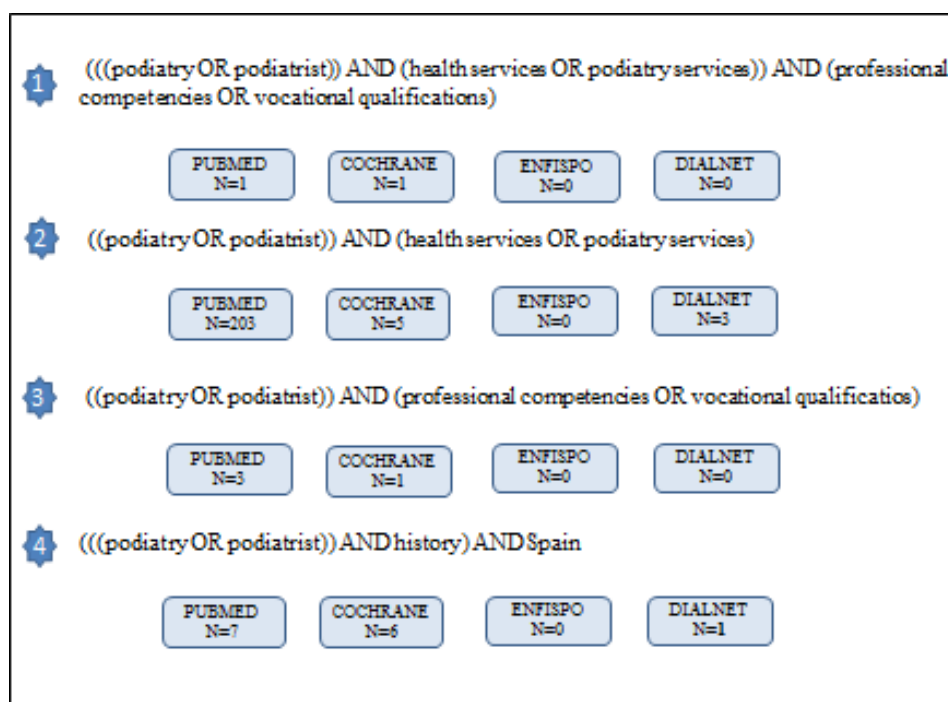 1 (((podiatry OR podiatrist)) AND (health services OR podiatry services)) AND (professional
competencies OR vocational qualifications)
PUBMED COCHRANE ENFISPO DIALNET
N=1 N=1 N=0 N=0
2 ((podiatry OR podiatrist)) AND (health services OR podiatry services)
PUBMED COCHRANE ENFISPO DIALNET
N=203 N=5 N=0 N=3
3 ((podiatry OR podiatrist)) AND (professional competencies OR vocational qualificatios)
PUBMED COCHRANE ENFISPO DIALNET
N=3 N=1 N=0 N=0
4 (((podiatry OR podiatrist)) AND history) AND Spain
PUBMED COCHRANE ENFISPO DIALNET
N=7 N=6 N=0 N=1